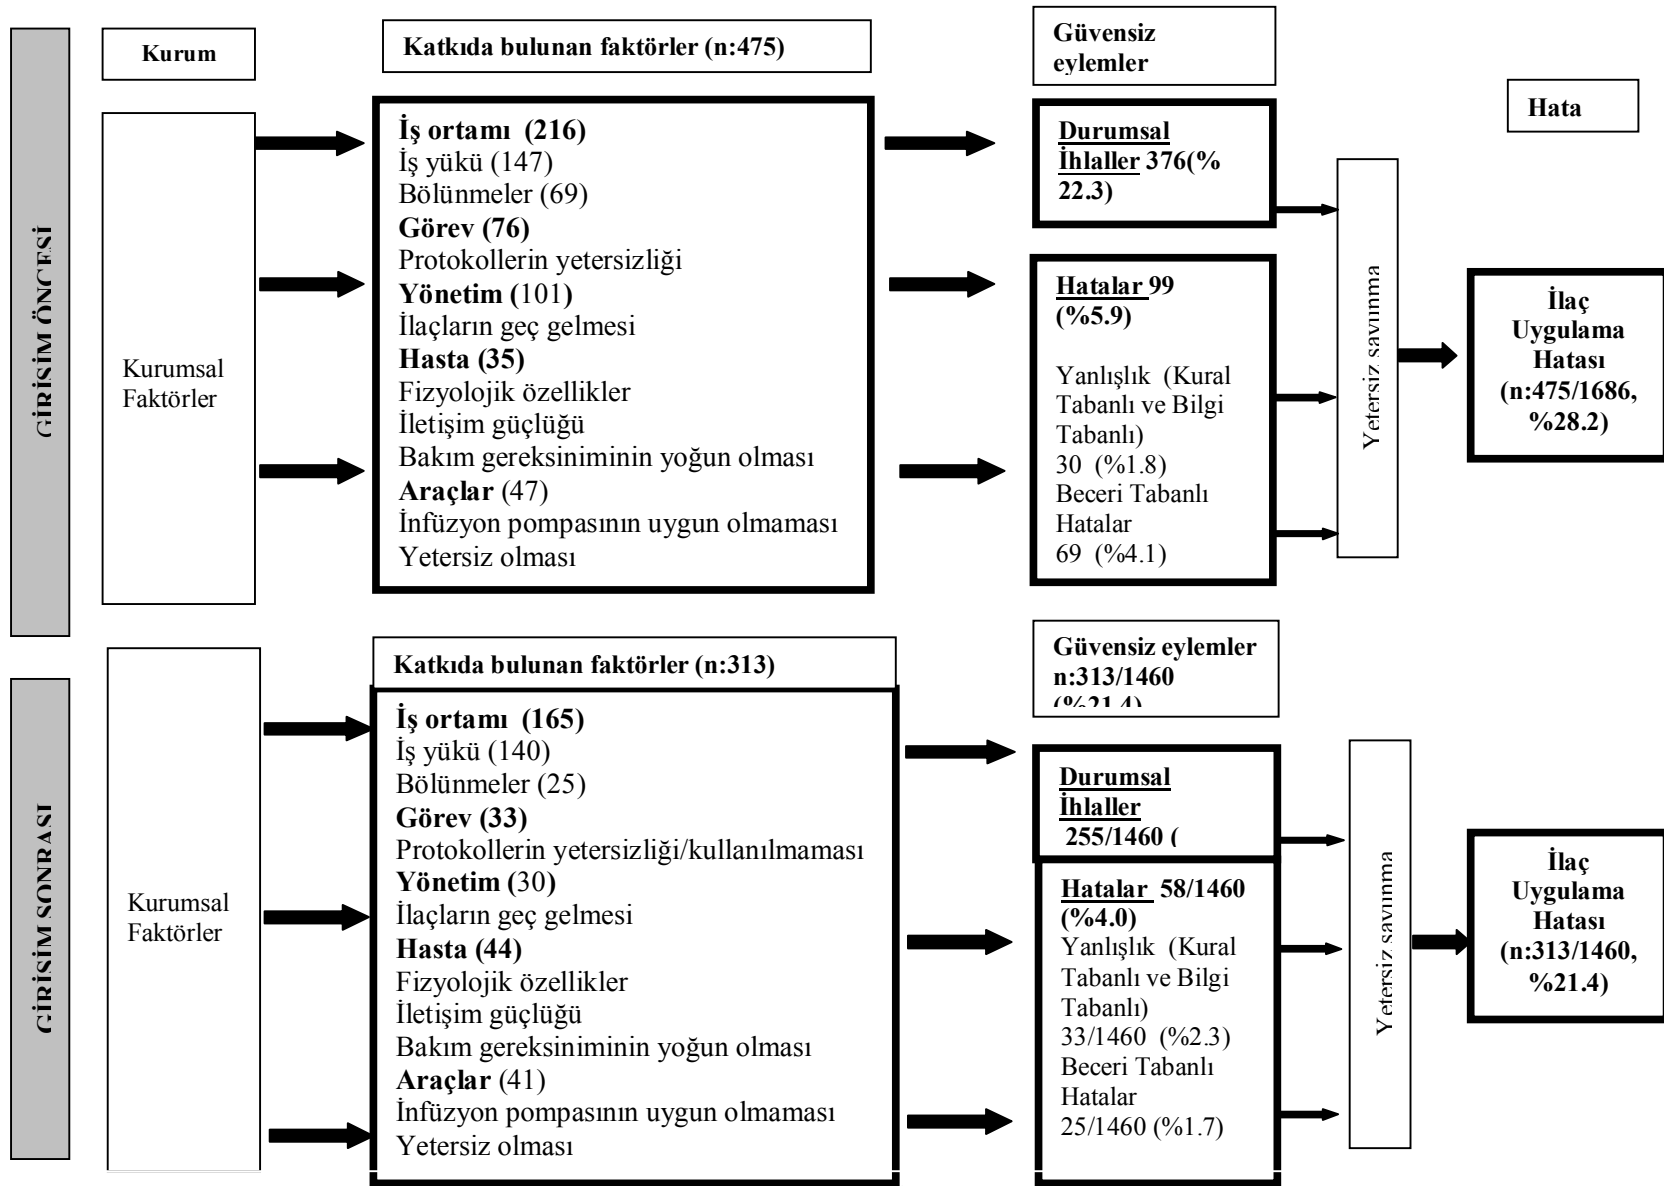 GİRİŞİM ÖNCESİ
Kurum
Katkıda bulunan faktörler (n:475)
Güvensiz
eylemler
Hata
Kurumsal
Faktörler
İş ortamı (216)
İş yükü (147)
Bölünmeler (69)
Görev (76)
Protokollerin yetersizliği
Yönetim (101)
İlaçların geç gelmesi
Hasta (35)
Fizyolojik özellikler
İletişim güçlüğü
Bakım gereksiniminin yoğun olması
Araçlar (47)
İnfüzyon pompasının uygun olmaması
Yetersiz olması
Durumsal
İhlaller 376(%
22.3)
Hatalar 99
(%5.9)
Yanlışlık (Kural
Tabanlı ve Bilgi
Tabanlı)
30 (%1.8)
Beceri Tabanlı
Hatalar
69 (%4.1)
Yetersiz savunma
İlaç
Uygulama
Hatası
(n:475/1686,
%28.2)
GİRİŞİM SONRASI
Kurumsal
Faktörler
Katkıda bulunan faktörler (n:313)
İş ortamı (165)
İş yükü (140)
Bölünmeler (25)
Görev (33)
Protokollerin yetersizliği/kullanılmaması
Yönetim (30)
İlaçların geç gelmesi
Hasta (44)
Fizyolojik özellikler
İletişim güçlüğü
Bakım gereksiniminin yoğun olması
Araçlar (41)
İnfüzyon pompasının uygun olmaması
Yetersiz olması
Güvensiz eylemler
n:313/1460
(%21.4)
Durumsal
İhlaller
255/1460 (
Hatalar 58/1460
(%4.0)
Yanlışlık (Kural
Tabanlı ve Bilgi
Tabanlı)
33/1460 (%2.3)
Beceri Tabanlı
Hatalar
25/1460 (%1.7)
Yetersiz savunma
İlaç
Uygulama
Hatası
(n:313/1460,
%21.4)